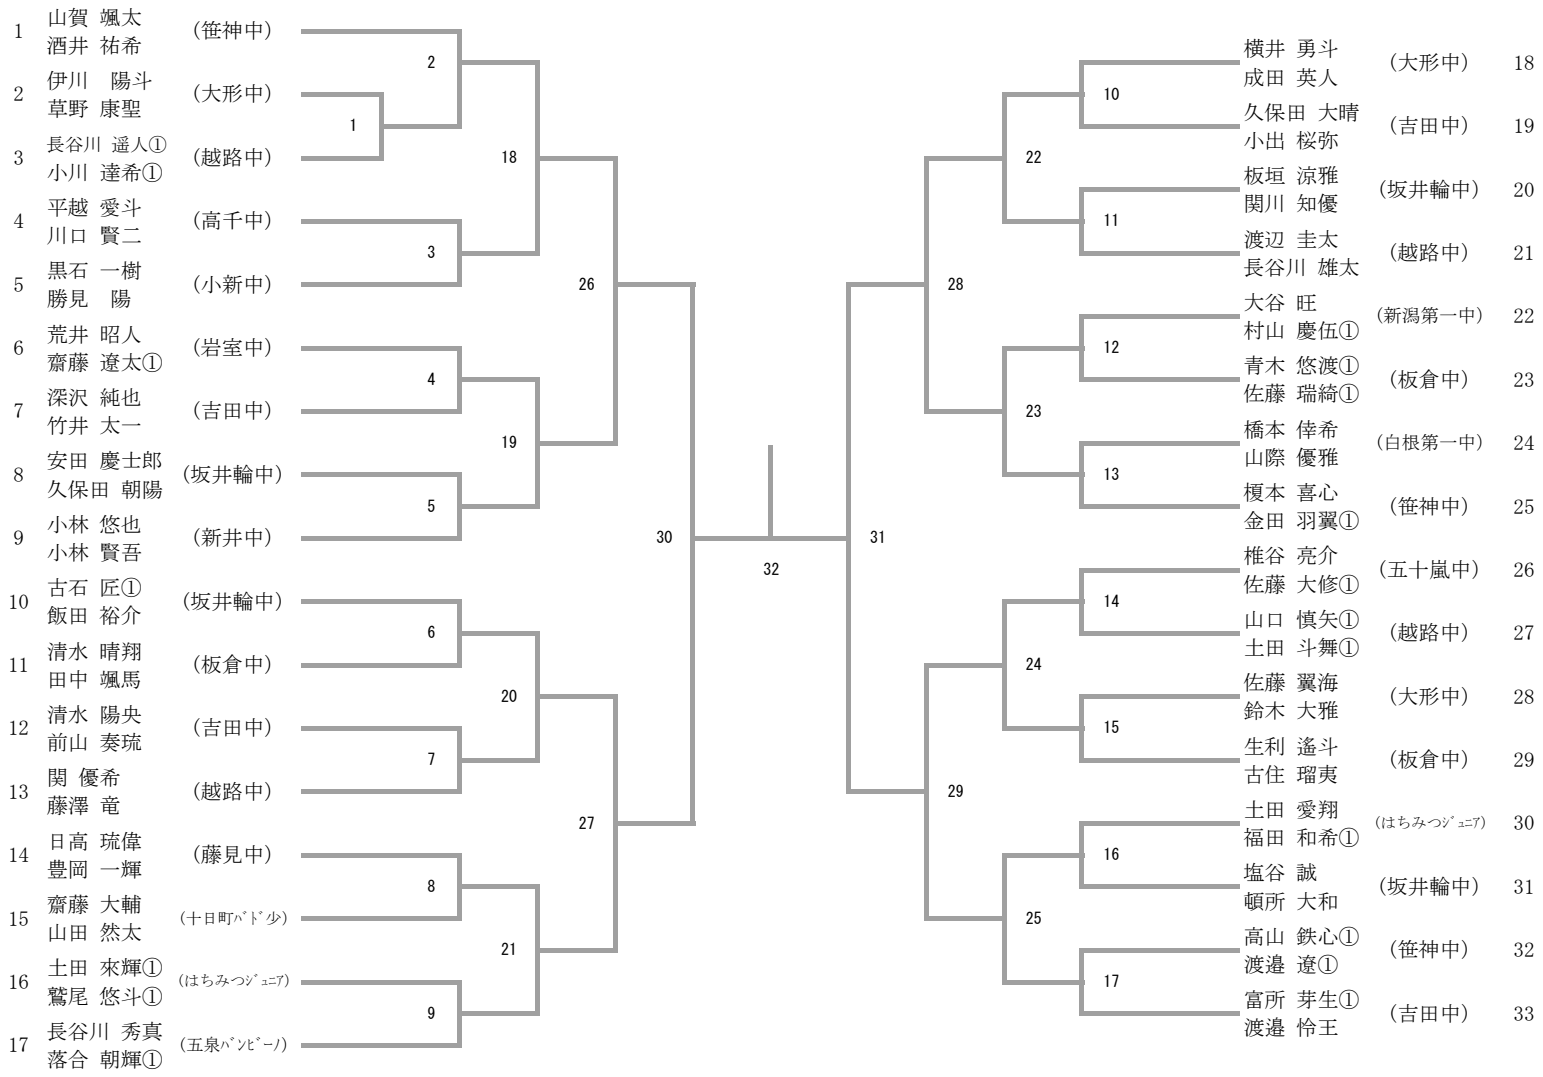 1 山賀 颯太 (笹神中)
酒井 祐希
2 伊川 陽斗 (大形中)
草野 康聖
3 長谷川 遥人① (越路中)
小川 達希①
4 平越 愛斗 (高千中)
川口 賢二
5 黒石 一樹 (小新中)
勝見 陽
6 荒井 昭人 (岩室中)
齋藤 遼太①
7 深沢 純也 (吉田中)
竹井 太一
8 安田 慶士郎 (坂井輪中)
久保田 朝陽
9 小林 悠也 (新井中)
小林 賢吾
10 古石 匠① (坂井輪中)
飯田 裕介
11 清水 晴翔 (板倉中)
田中 颯馬
12 清水 陽央 (吉田中)
前山 奏琉
13 関 優希 (越路中)
藤澤 竜
14 日高 琉偉 (藤見中)
豊岡 一輝
15 齋藤 大輔 (十日町ﾊﾞﾄﾞ少)
山田 然太
16 土田 來輝① (はちみつｼﾞｭﾆｱ)
鷲尾 悠斗①
17 長谷川 秀真 (五泉ﾊﾞﾝﾋﾞｰﾉ)
落合 朝輝①
2
1
18
3
26
4
19
5
30
6
20
7
27
8
21
9
32
31
10
22
11
28
12
23
13
14
24
15
29
16
25
17
横井 勇斗 (大形中) 18
成田 英人
久保田 大晴 (吉田中) 19
小出 桜弥
板垣 涼雅 (坂井輪中) 20
関川 知優
渡辺 圭太 (越路中) 21
長谷川 雄太
大谷 旺 (新潟第一中) 22
村山 慶伍①
青木 悠渡① (板倉中) 23
佐藤 瑞綺①
橋本 倖希 (白根第一中) 24
山際 優雅
榎本 喜心 (笹神中) 25
金田 羽翼①
椎谷 亮介 (五十嵐中) 26
佐藤 大修①
山口 慎矢① (越路中) 27
土田 斗舞①
佐藤 翼海 (大形中) 28
鈴木 大雅
生利 遙斗 (板倉中) 29
古住 瑠夷
土田 愛翔 (はちみつｼﾞｭﾆｱ) 30
福田 和希①
塩谷 誠 (坂井輪中) 31
頓所 大和
高山 鉄心① (笹神中) 32
渡邉 遼①
富所 芽生① (吉田中) 33
渡邉 怜王